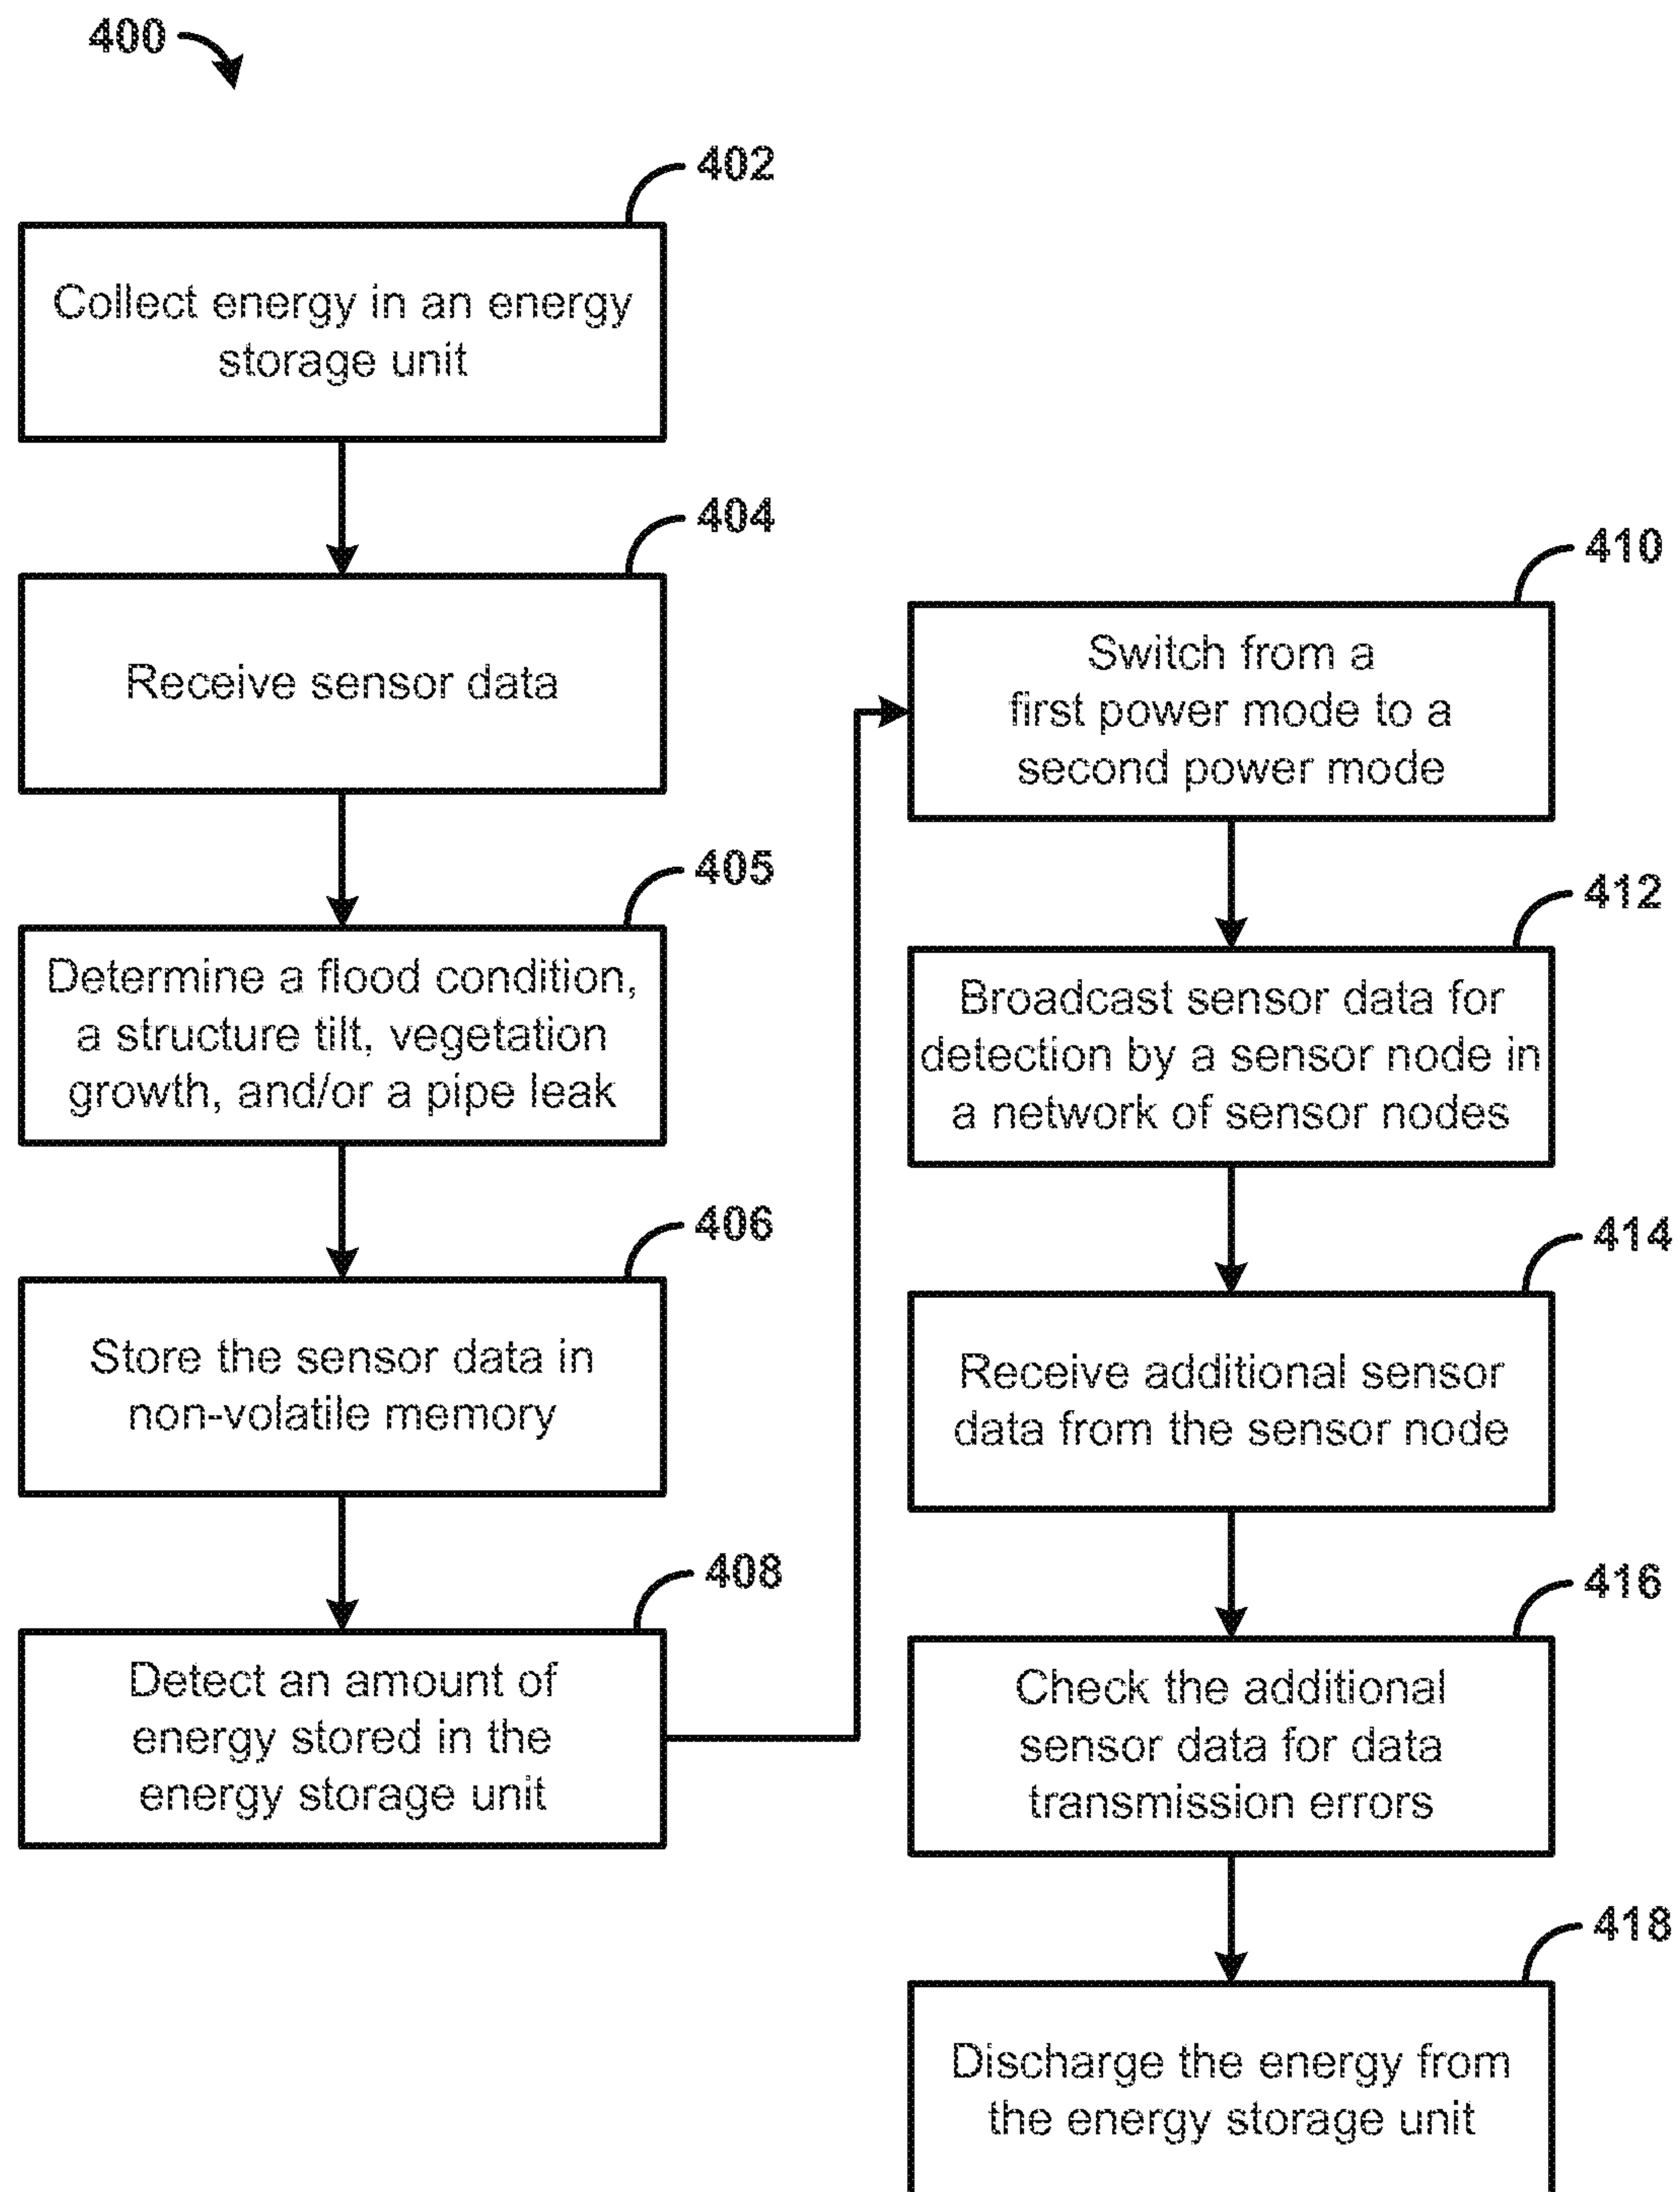 400
402
Collect energy in an energy
storage unit
404
Receive sensor data
405
Determine a flood condition,
a structure tilt, vegetation
growth, and/or a pipe leak
406
Store the sensor data in
non-volatile memory
408
Detect an amount of
energy stored in the
energy storage unit
410
Switch from a
first power mode to a
second power mode
412
Broadcast sensor data for
detection by a sensor node in
a network of sensor nodes
414
Receive additional sensor
data from the sensor node
416
Check the additional
sensor data for data
transmission errors
418
Discharge the energy from
the energy storage unit